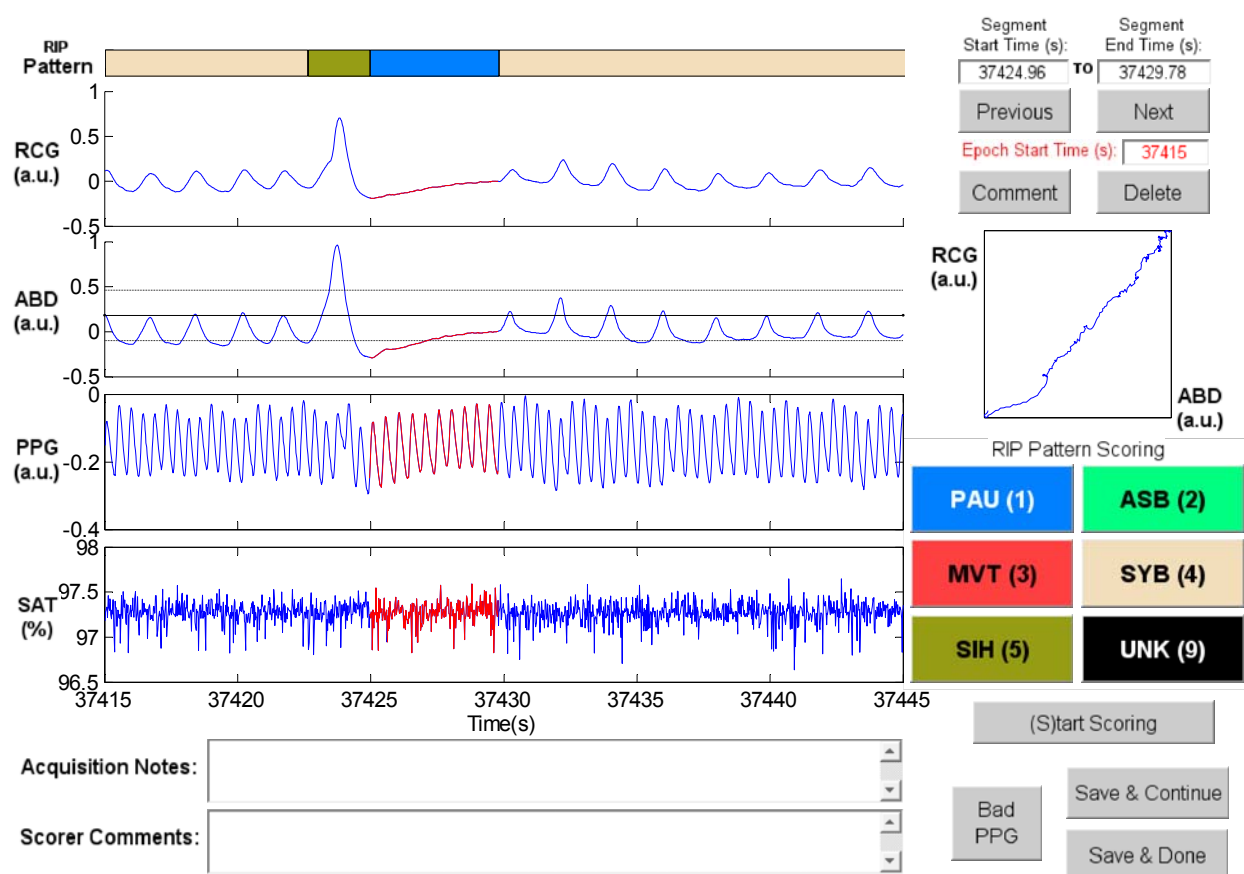 RIP
Pattern
1
0.5
0
-0.5
RCG
(a.u.)
1
0.5
0
-0.5
ABD
(a.u.)
0
-0.2
-0.4
PPG
(a.u.)
98
97.5
97
96.5
SAT
(%)
37415
37420
37425
37430
37435
37440
37445
Time(s)
Acquisition Notes:
Scorer Comments:
Segment
Start Time (s):
Segment
End Time (s):
37424.96
TO
37429.78
Previous
Next
Epoch Start Time (s):
37415
Comment
Delete
RCG
(a.u.)
ABD
(a.u.)
RIP Pattern Scoring
PAU (1)
ASB (2)
MVT (3)
SYB (4)
SIH (5)
UNK (9)
(S)tart Scoring
Bad
PPG
Save & Continue
Save & Done